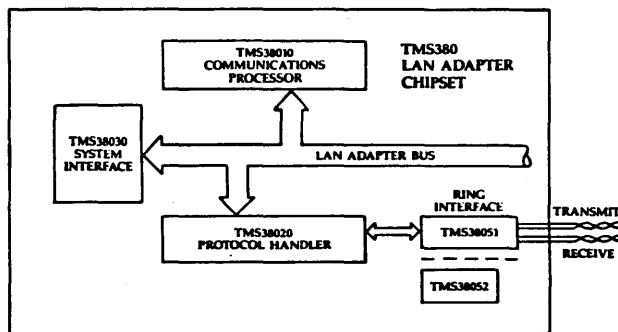 TMS38010
COMMUNICATIONS
PROCESSOR
TMS380
LAN ADAPTER
CHIPSET
TMS38030
SYSTEM
INTERFACE
LAN ADAPTER BUS
RING
INTERFACE
TRANSMIT
TMS38020
PROTOCOL HANDLER
TMS38051
RECEIVE
TMS38052